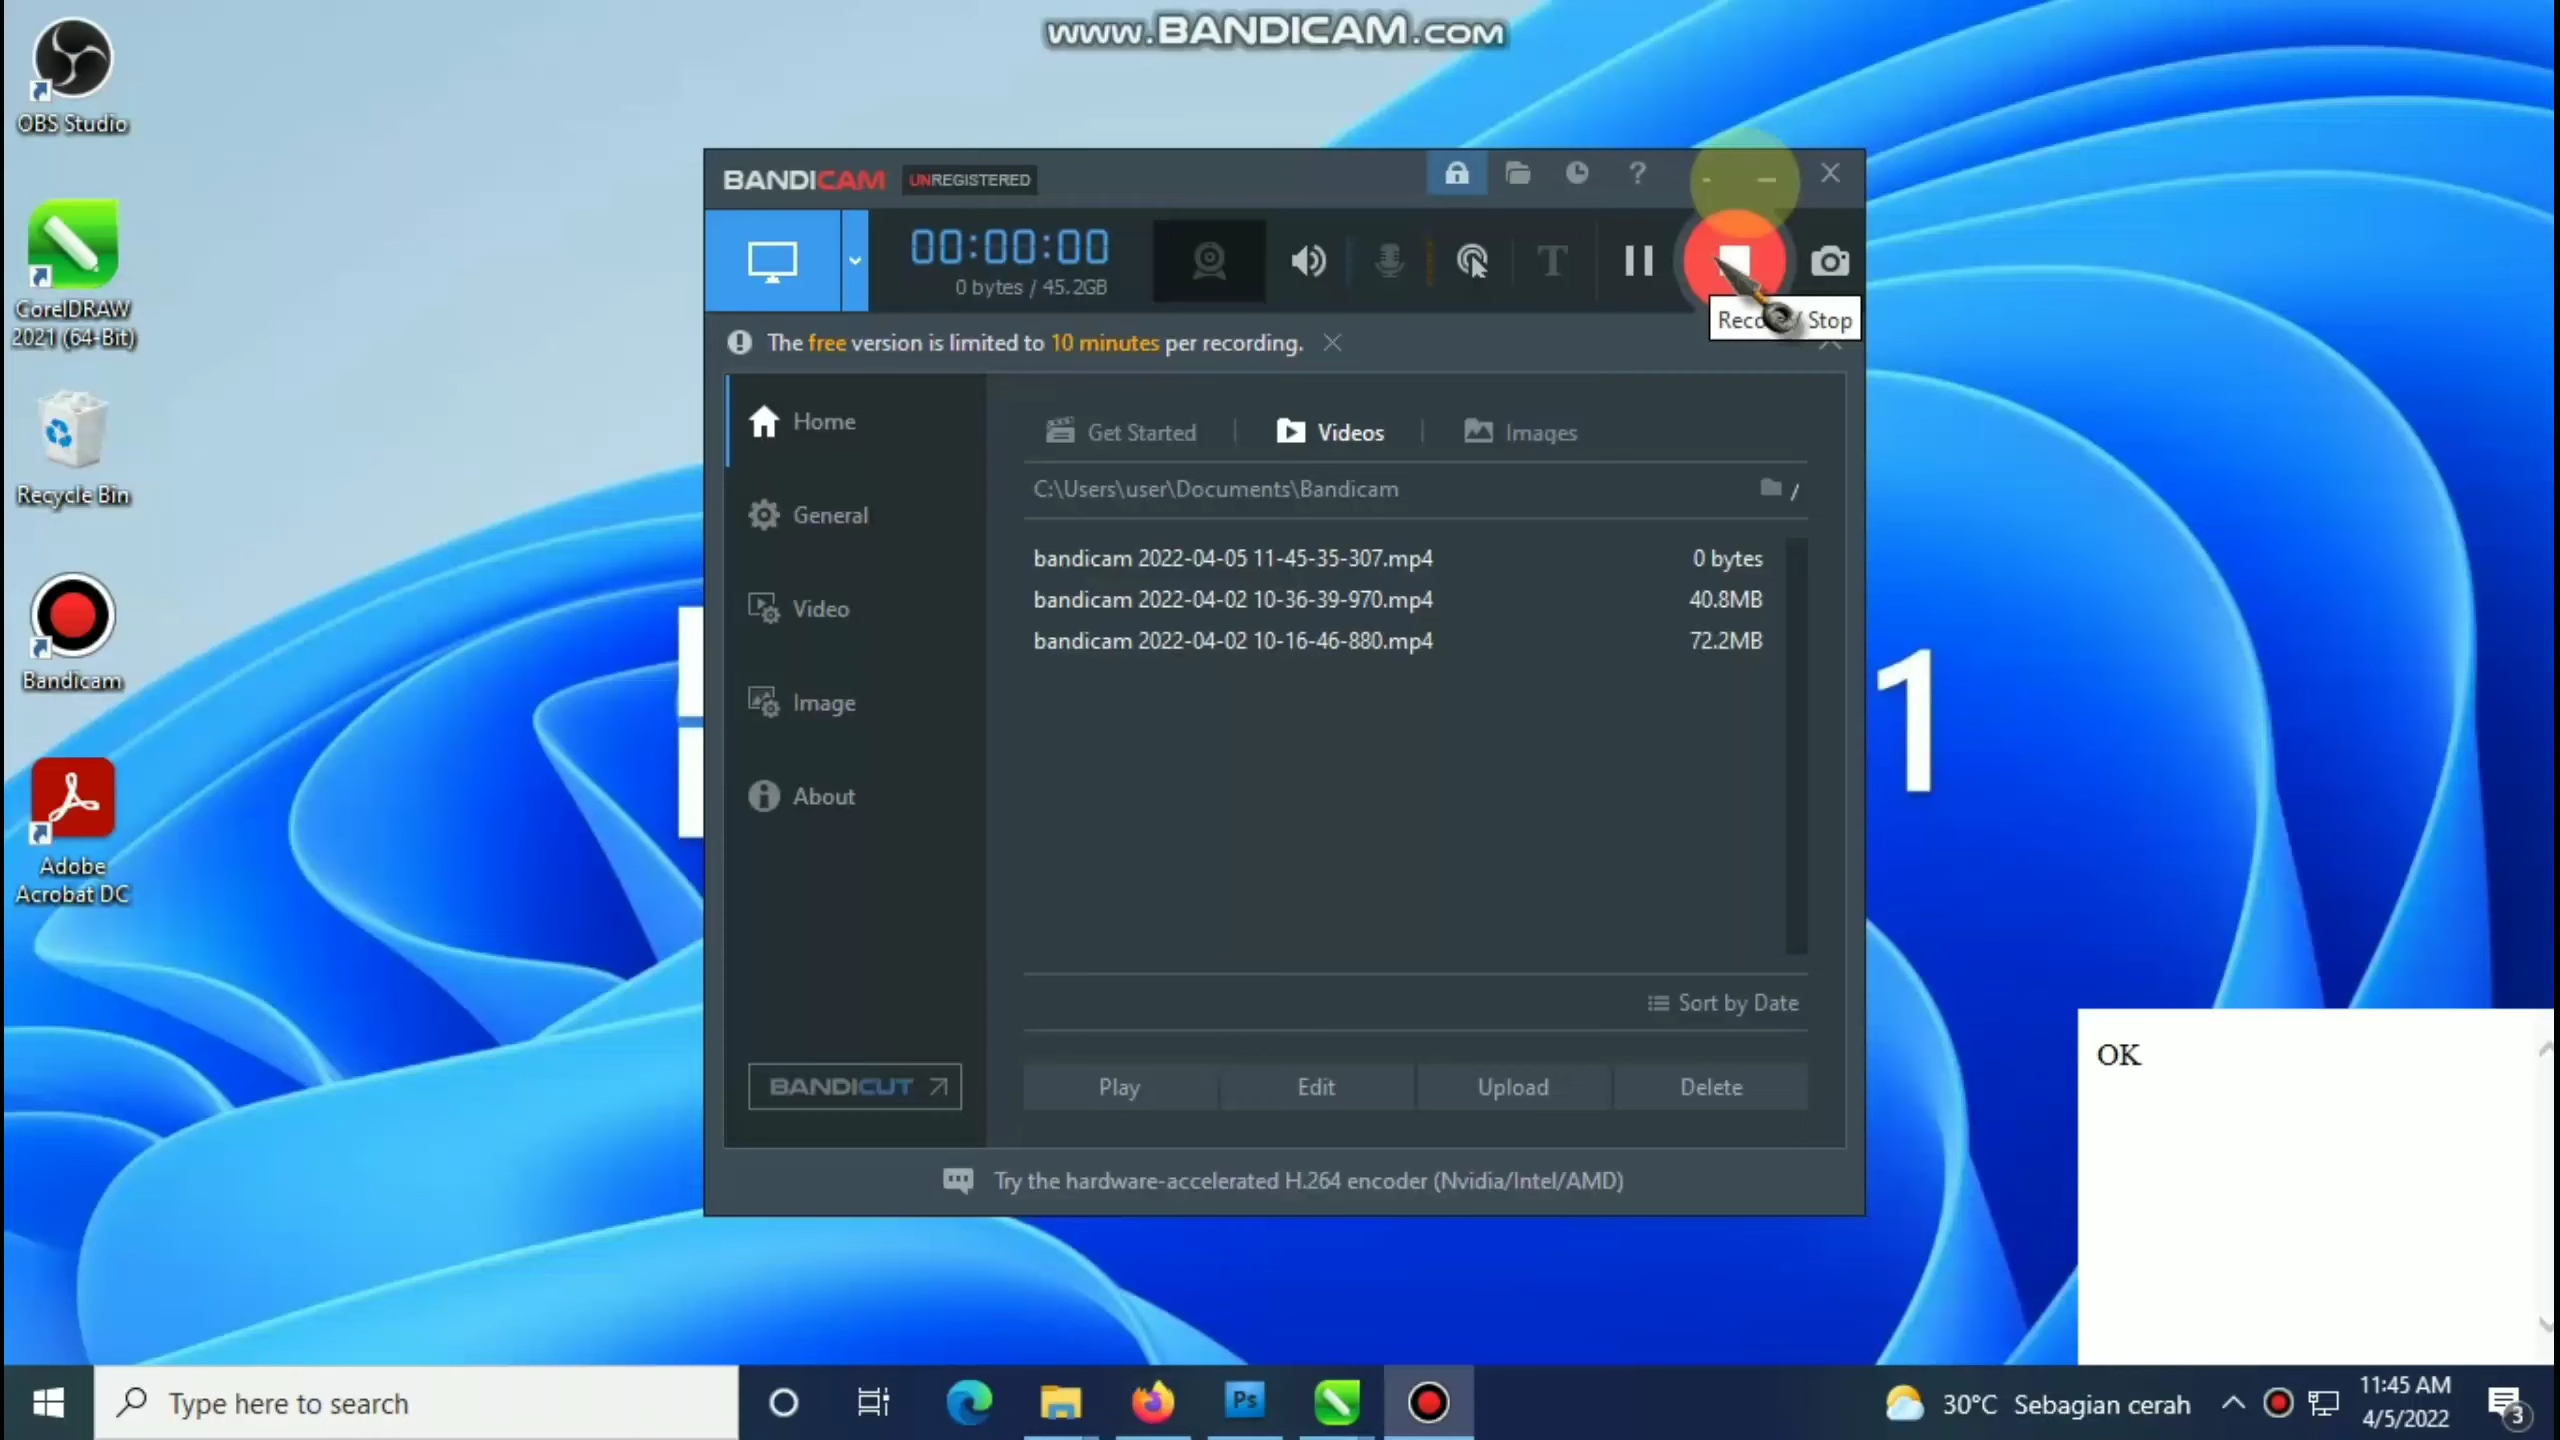 www.BANDICAM.com
OBS Studio
CorelDRAW
2021 (64-Bit)
Recycle Bin
Bandicam
Adobe
Acrobat DC
BANDICAM UNREGISTERED
00:00:00
0 bytes / 45.2GB
T
Stop
The free version is limited to 10 minutes per recording.
Home
General
Video
Image
About
BANDICUT
Get Started
Videos
Images
C:\Users\user\Documents\Bandicam
bandicam 2022-04-05 11-45-35-307.mp4 0 bytes
bandicam 2022-04-02 10-36-39-970.mp4 40.8MB
bandicam 2022-04-02 10-16-46-880.mp4 72.2MB
Sort by Date
Play Edit Upload Delete
Try the hardware-accelerated H.264 encoder (Nvidia/Intel/AMD)
1
OK
Type here to search
Ps
30°C Sebagian cerah
11:45 AM
4/5/2022
3